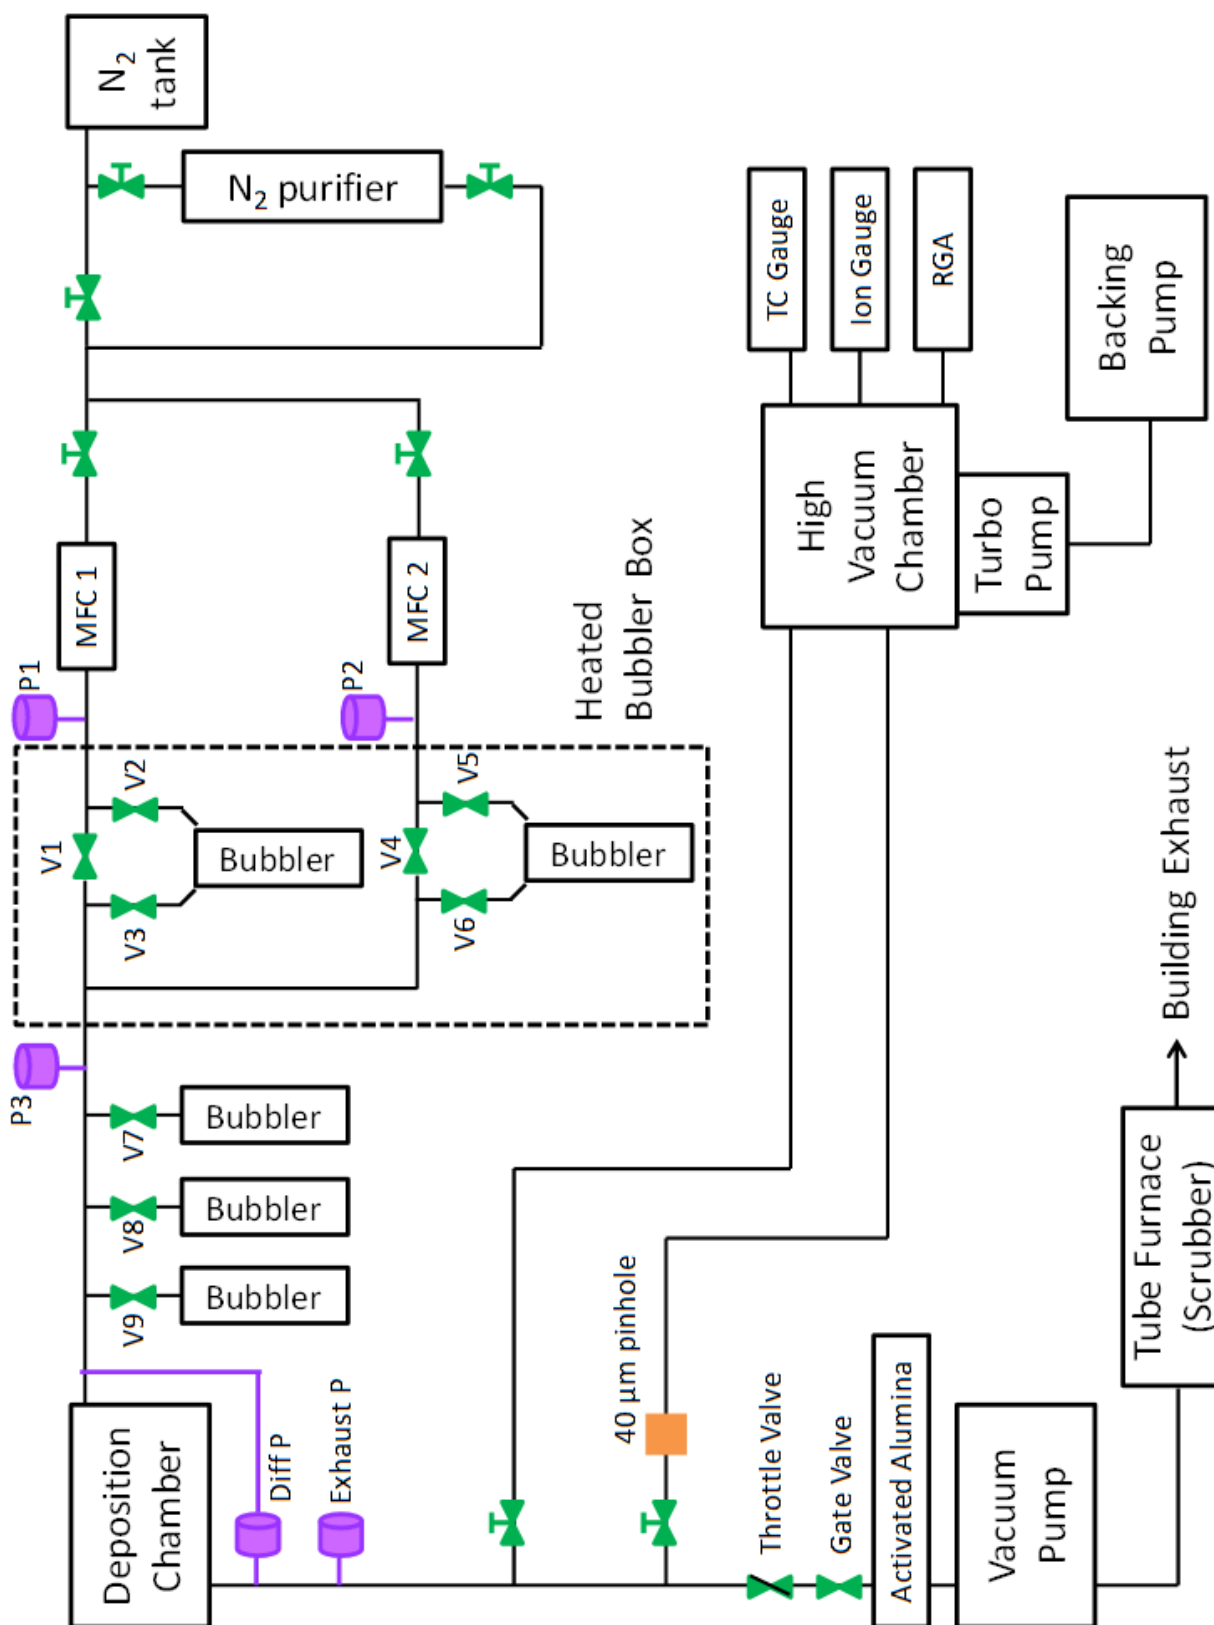 N2
tank
N2 purifier
MFC 1
MFC 2
P1
P2
Heated
Bubbler Box
V1
V2
V3
Bubbler
V4
V5
V6
Bubbler
P3
V7
Bubbler
V8
Bubbler
V9
Bubbler
Deposition
Chamber
Diff P
Exhaust P
40 µm pinhole
Throttle Valve
Gate Valve
Activated Alumina
Vacuum
Pump
Tube Furnace
(Scrubber)
Building Exhaust
TC Gauge
Ion Gauge
RGA
High
Vacuum
Chamber
Turbo
Pump
Backing
Pump